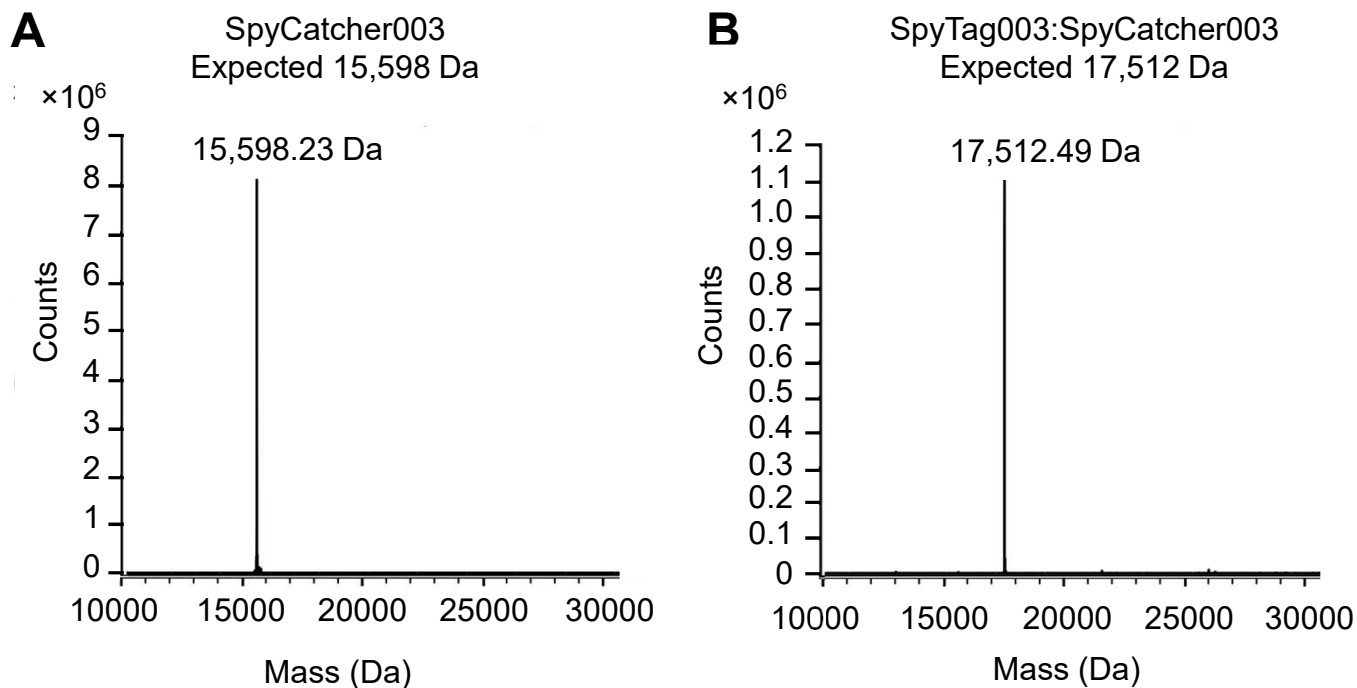 A
SpyCatcher003
Expected 15,598 Da
×10⁶
15,598.23 Da
9
8
7
6
5
4
3
2
1
0
Counts
10000 15000 20000 25000 30000
Mass (Da)
B
SpyTag003:SpyCatcher003
Expected 17,512 Da
×10⁶
17,512.49 Da
1.2
1.1
1.0
0.9
0.8
0.7
0.6
0.5
0.4
0.3
0.2
0.1
0
Counts
10000 15000 20000 25000 30000
Mass (Da)